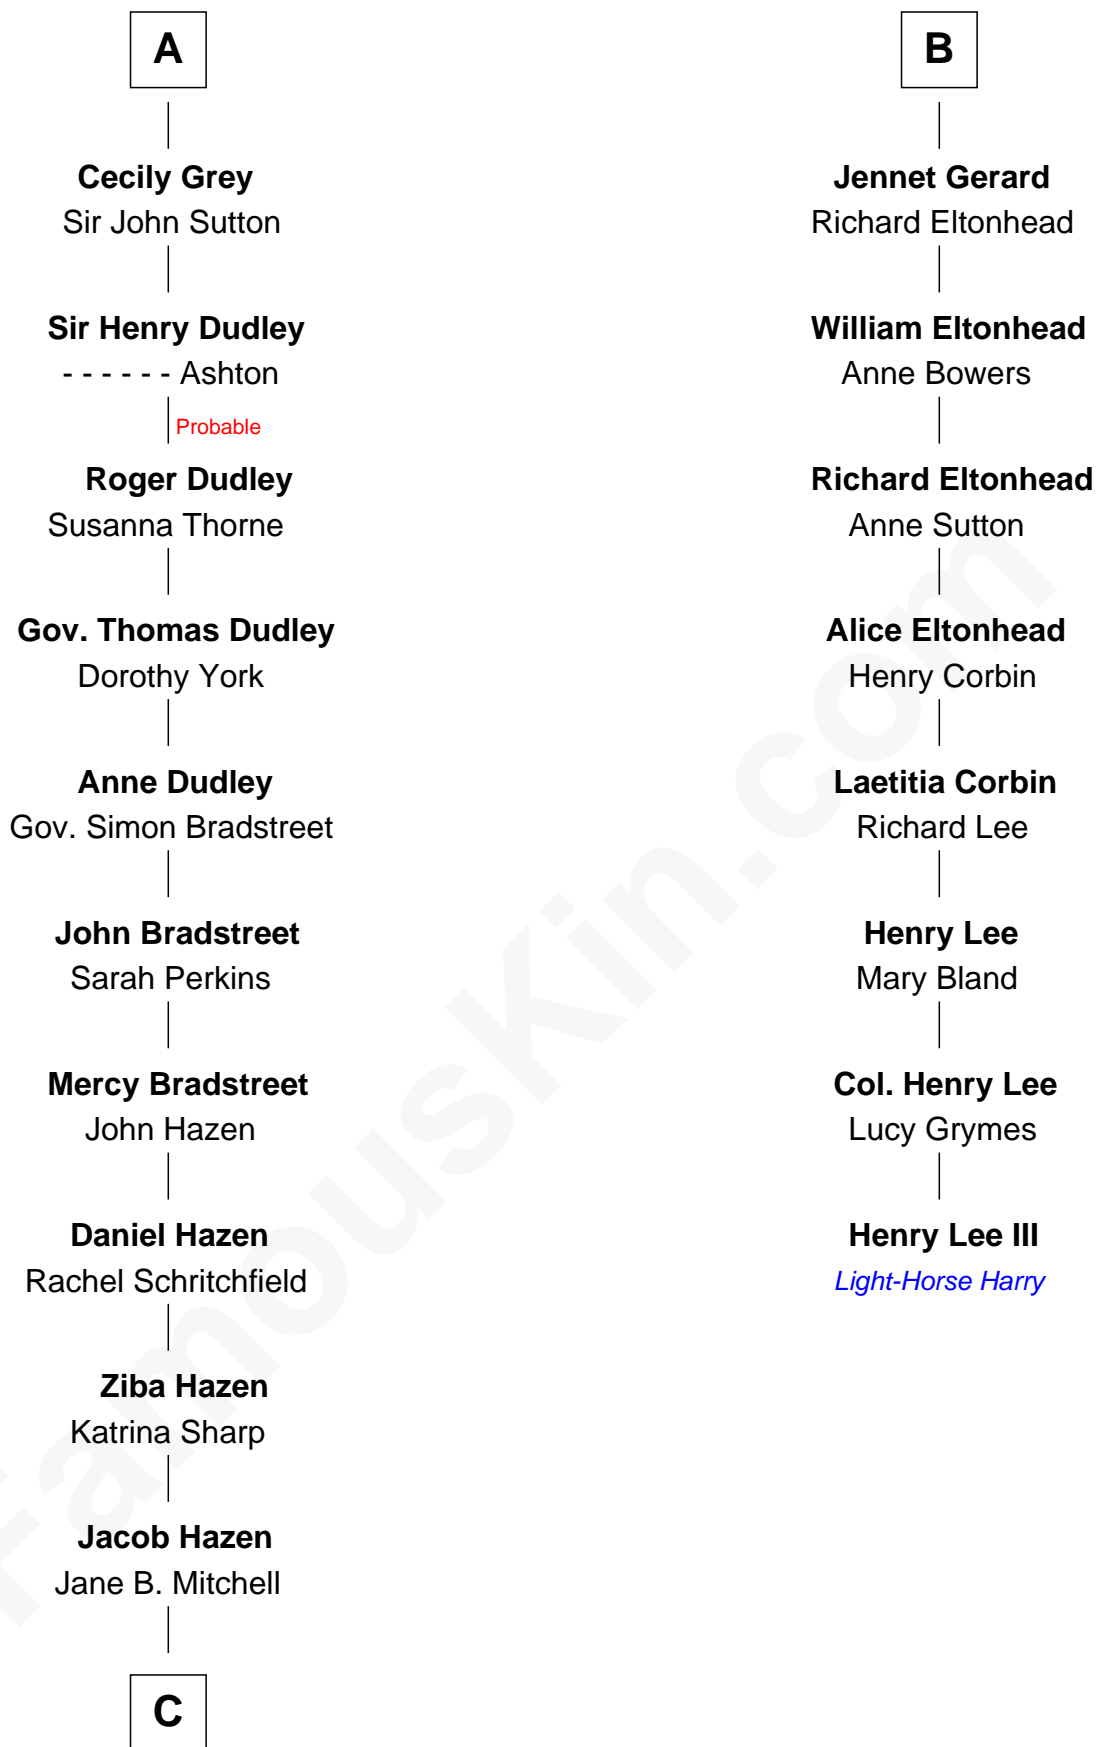 A
Cecily Grey
Sir John Sutton
Sir Henry Dudley
- - - - - - Ashton
Probable
Roger Dudley
Susanna Thorne
Gov. Thomas Dudley
Dorothy York
Anne Dudley
Gov. Simon Bradstreet
John Bradstreet
Sarah Perkins
Mercy Bradstreet
John Hazen
Daniel Hazen
Rachel Schritchfield
Ziba Hazen
Katrina Sharp
Jacob Hazen
Jane B. Mitchell
C
B
Jennet Gerard
Richard Eltonhead
William Eltonhead
Anne Bowers
Richard Eltonhead
Anne Sutton
Alice Eltonhead
Henry Corbin
Laetitia Corbin
Richard Lee
Henry Lee
Mary Bland
Col. Henry Lee
Lucy Grymes
Henry Lee III
Light-Horse Harry
FamousKin.com